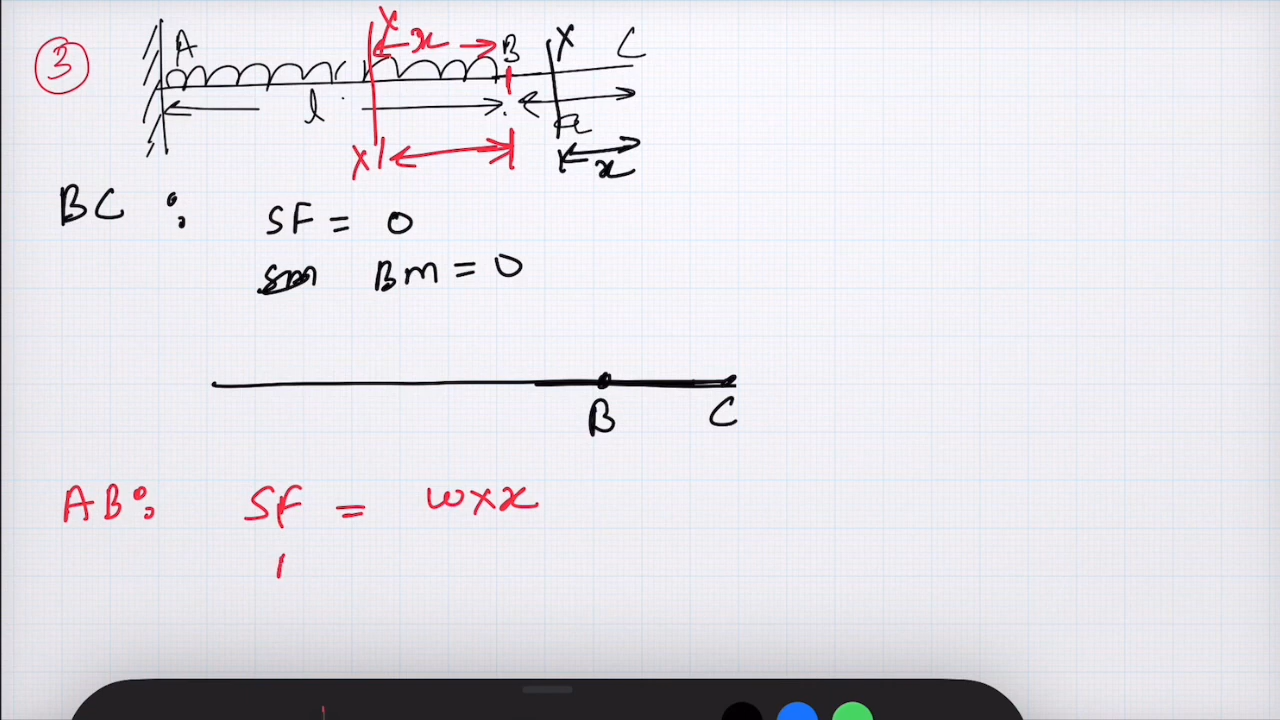 3
A x B X C
X
l
a
X
x
BC : SF = 0
BM = 0
B C
AB : SF = w x x